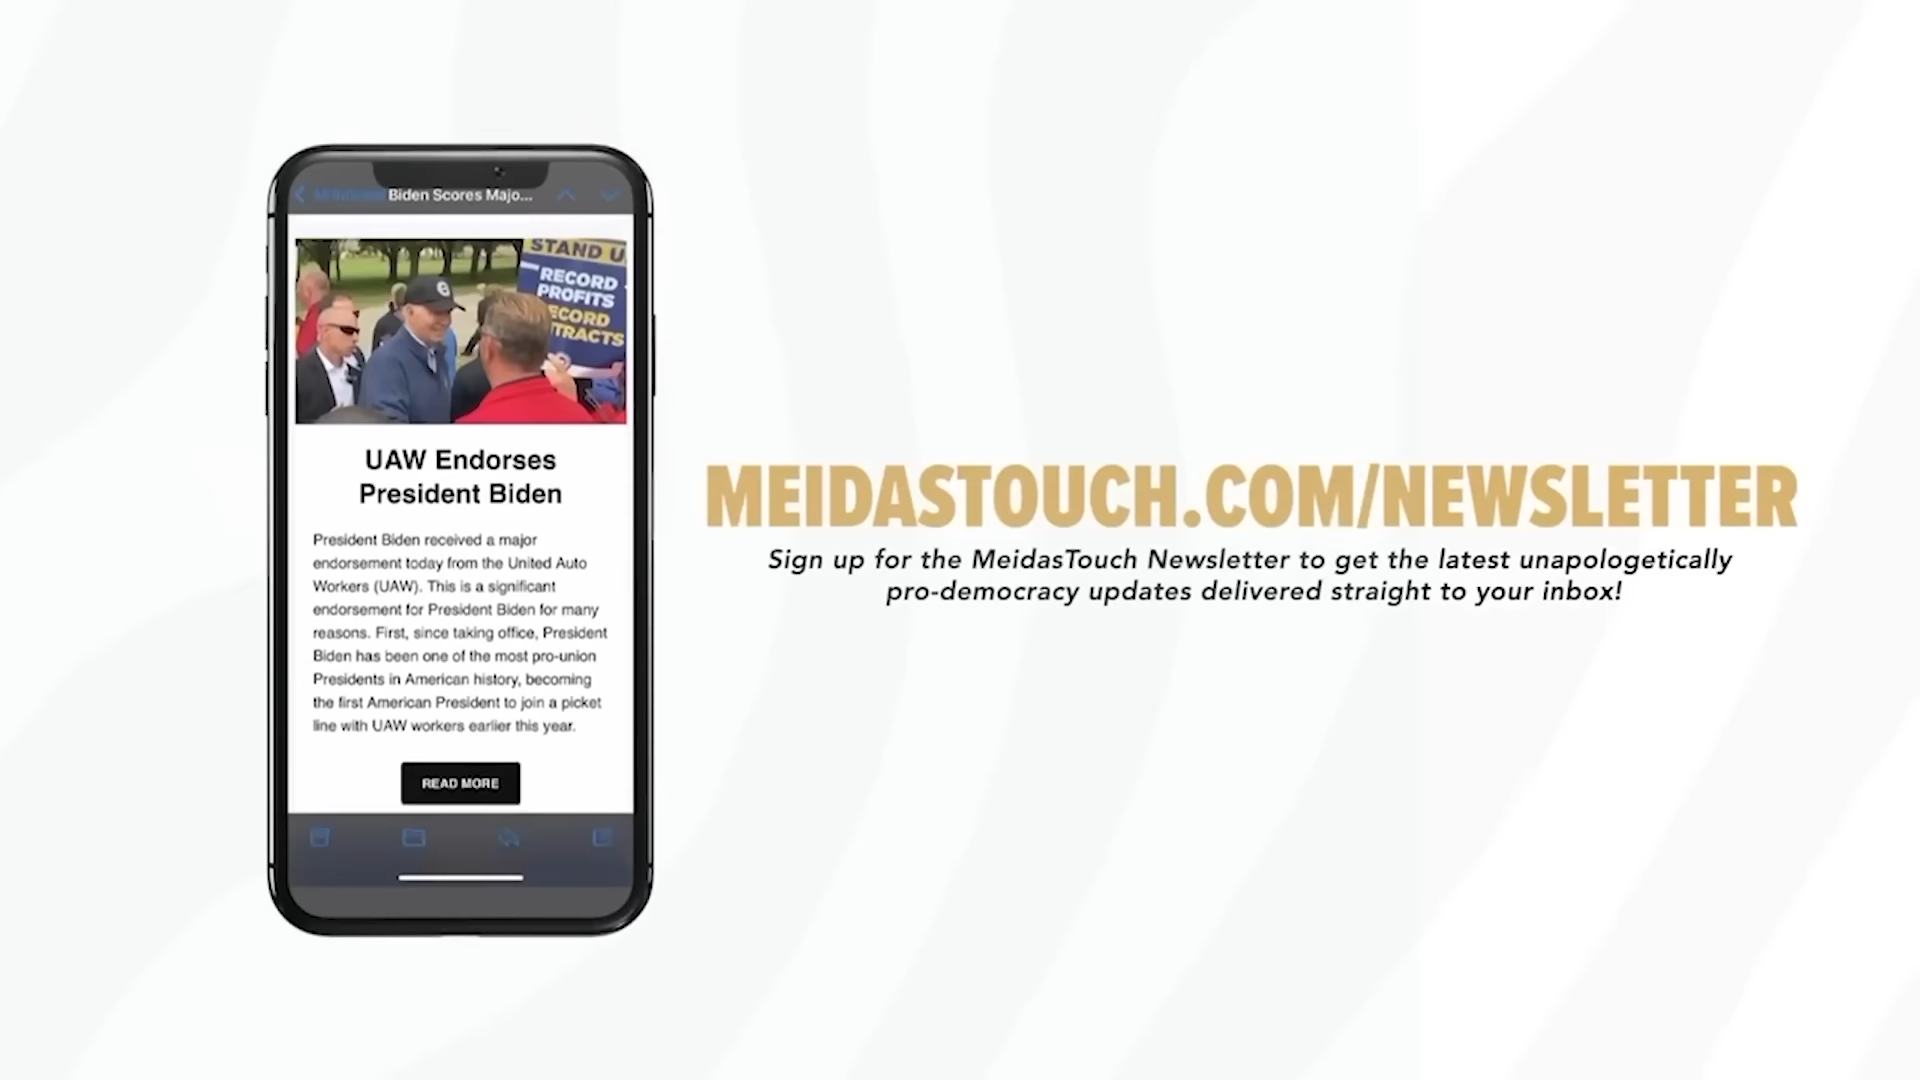 Biden Scores Majo...
STAND U
RECORD
PROFITS
ECORD
TRACTS
UAW Endorses
President Biden
President Biden received a major
endorsement today from the United Auto
Workers (UAW). This is a significant
endorsement for President Biden for many
reasons. First, since taking office, President
Biden has been one of the most pro-union
Presidents in American history, becoming
the first American President to join a picket
line with UAW workers earlier this year.
READ MORE
MEIDASTOUCH.COM/NEWSLETTER
Sign up for the MeidasTouch Newsletter to get the latest unapologetically
pro-democracy updates delivered straight to your inbox!